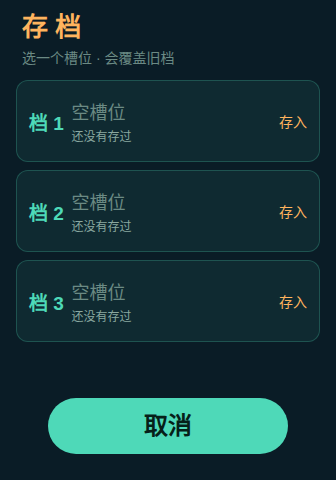 存 档
选一个槽位 · 会覆盖旧档
档 1
空槽位
还没有存过
存入
档 2
空槽位
还没有存过
存入
档 3
空槽位
还没有存过
存入
取消